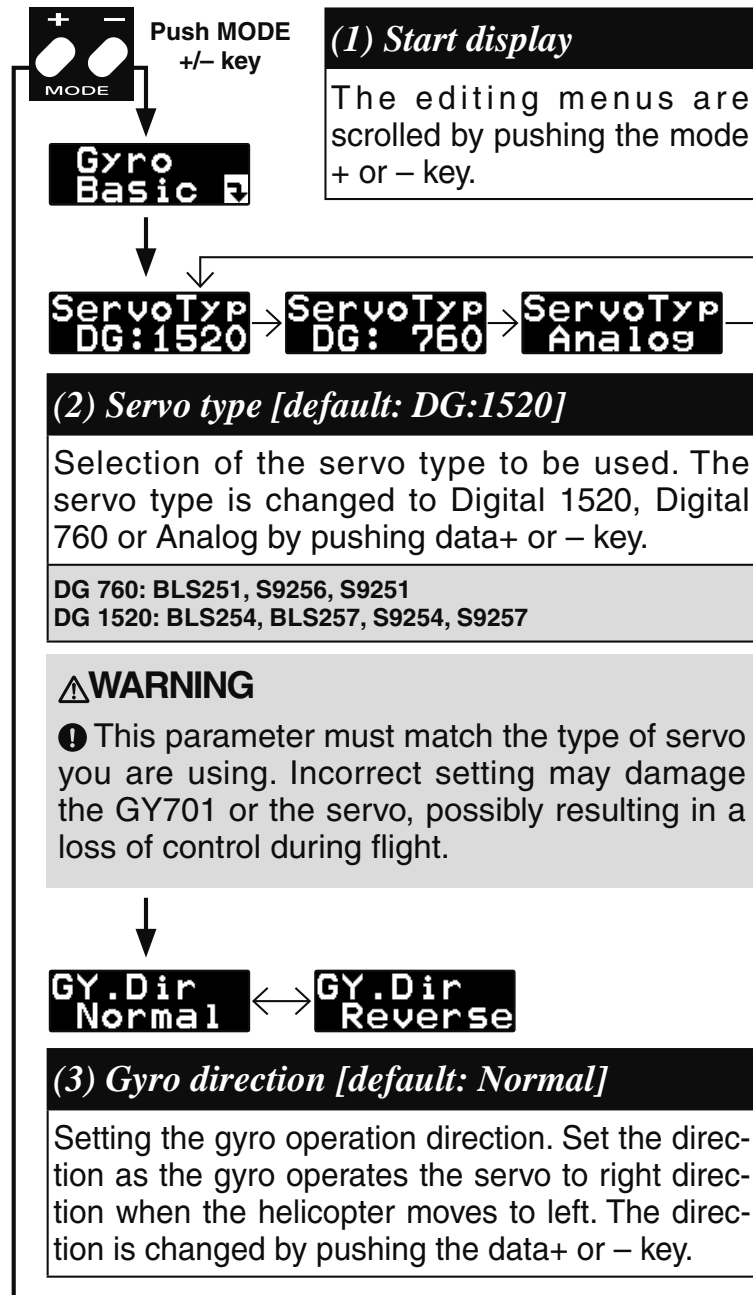 + –
MODE
Push MODE
+/– key
(1) Start display
The editing menus are
scrolled by pushing the mode
+ or – key.
Gyro
Basic
ServoTyp
DG:1520
ServoTyp
DG: 760
ServoTyp
Analog
(2) Servo type [default: DG:1520]
Selection of the servo type to be used. The
servo type is changed to Digital 1520, Digital
760 or Analog by pushing data+ or – key.
DG 760: BLS251, S9256, S9251
DG 1520: BLS254, BLS257, S9254, S9257
WARNING
This parameter must match the type of servo
you are using. Incorrect setting may damage
the GY701 or the servo, possibly resulting in a
loss of control during flight.
GY.Dir
Normal
GY.Dir
Reverse
(3) Gyro direction [default: Normal]
Setting the gyro operation direction. Set the direc-
tion as the gyro operates the servo to right direc-
tion when the helicopter moves to left. The direc-
tion is changed by pushing the data+ or – key.